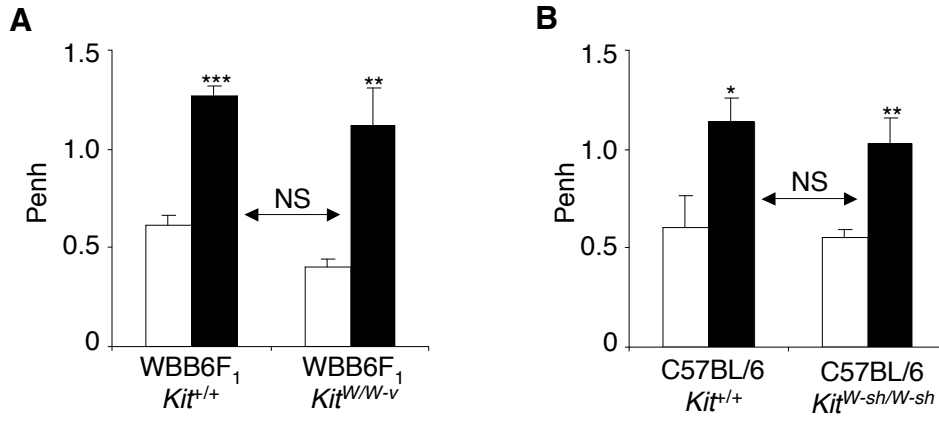 A
1.5
1.0
0.5
0
Penh
***
**
NS
WBB6F1
Kit+/+
WBB6F1
KitW/W-v
B
1.5
1.0
0.5
0
Penh
*
**
NS
C57BL/6
Kit+/+
C57BL/6
KitW-sh/W-sh